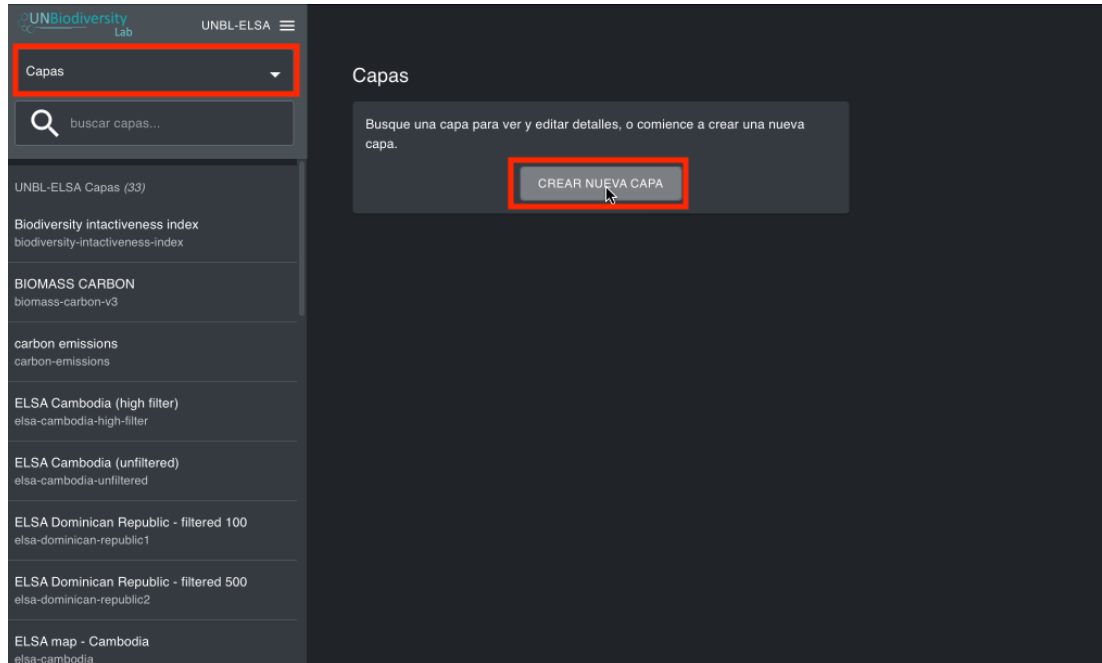 UNBiodiversity
Lab
UNBL-ELSA
Capas
buscar capas...
UNBL-ELSA Capas (33)
Biodiversity intactiveness index
biodiversity-intactiveness-index
BIOMASS CARBON
biomass-carbon-v3
carbon emissions
carbon-emissions
ELSA Cambodia (high filter)
elsa-cambodia-high-filter
ELSA Cambodia (unfiltered)
elsa-cambodia-unfiltered
ELSA Dominican Republic - filtered 100
elsa-dominican-republic1
ELSA Dominican Republic - filtered 500
elsa-dominican-republic2
ELSA map - Cambodia
elsa-cambodia
Capas
Busque una capa para ver y editar detalles, o comience a crear una nueva
capa.
CREAR NUEVA CAPA